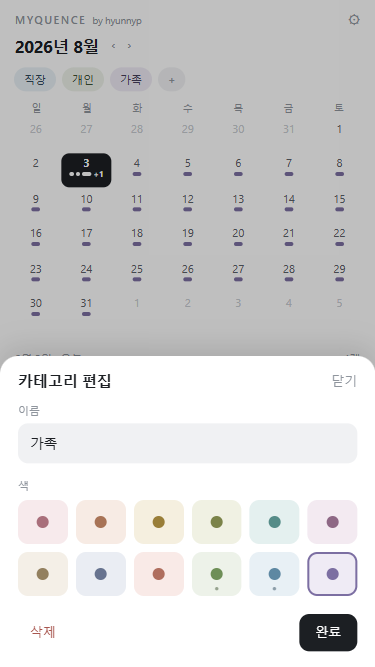 MYQUENCE by hyunnyp
2026년 8월 ‹ ›
직장 개인 가족 +
일 월 화 수 목 금 토
26 27 28 29 30 31 1
2 3 4 5 6 7 8
+1
9 10 11 12 13 14 15
16 17 18 19 20 21 22
23 24 25 26 27 28 29
30 31 1 2 3 4 5
카테고리 편집 닫기
이름
가족
색
삭제 완료